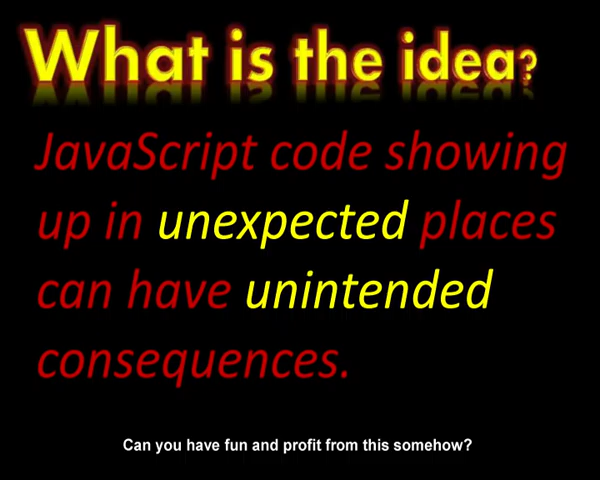 What is the idea?
JavaScript code showing
up in unexpected places
can have unintended
consequences.
Can you have fun and profit from this somehow?